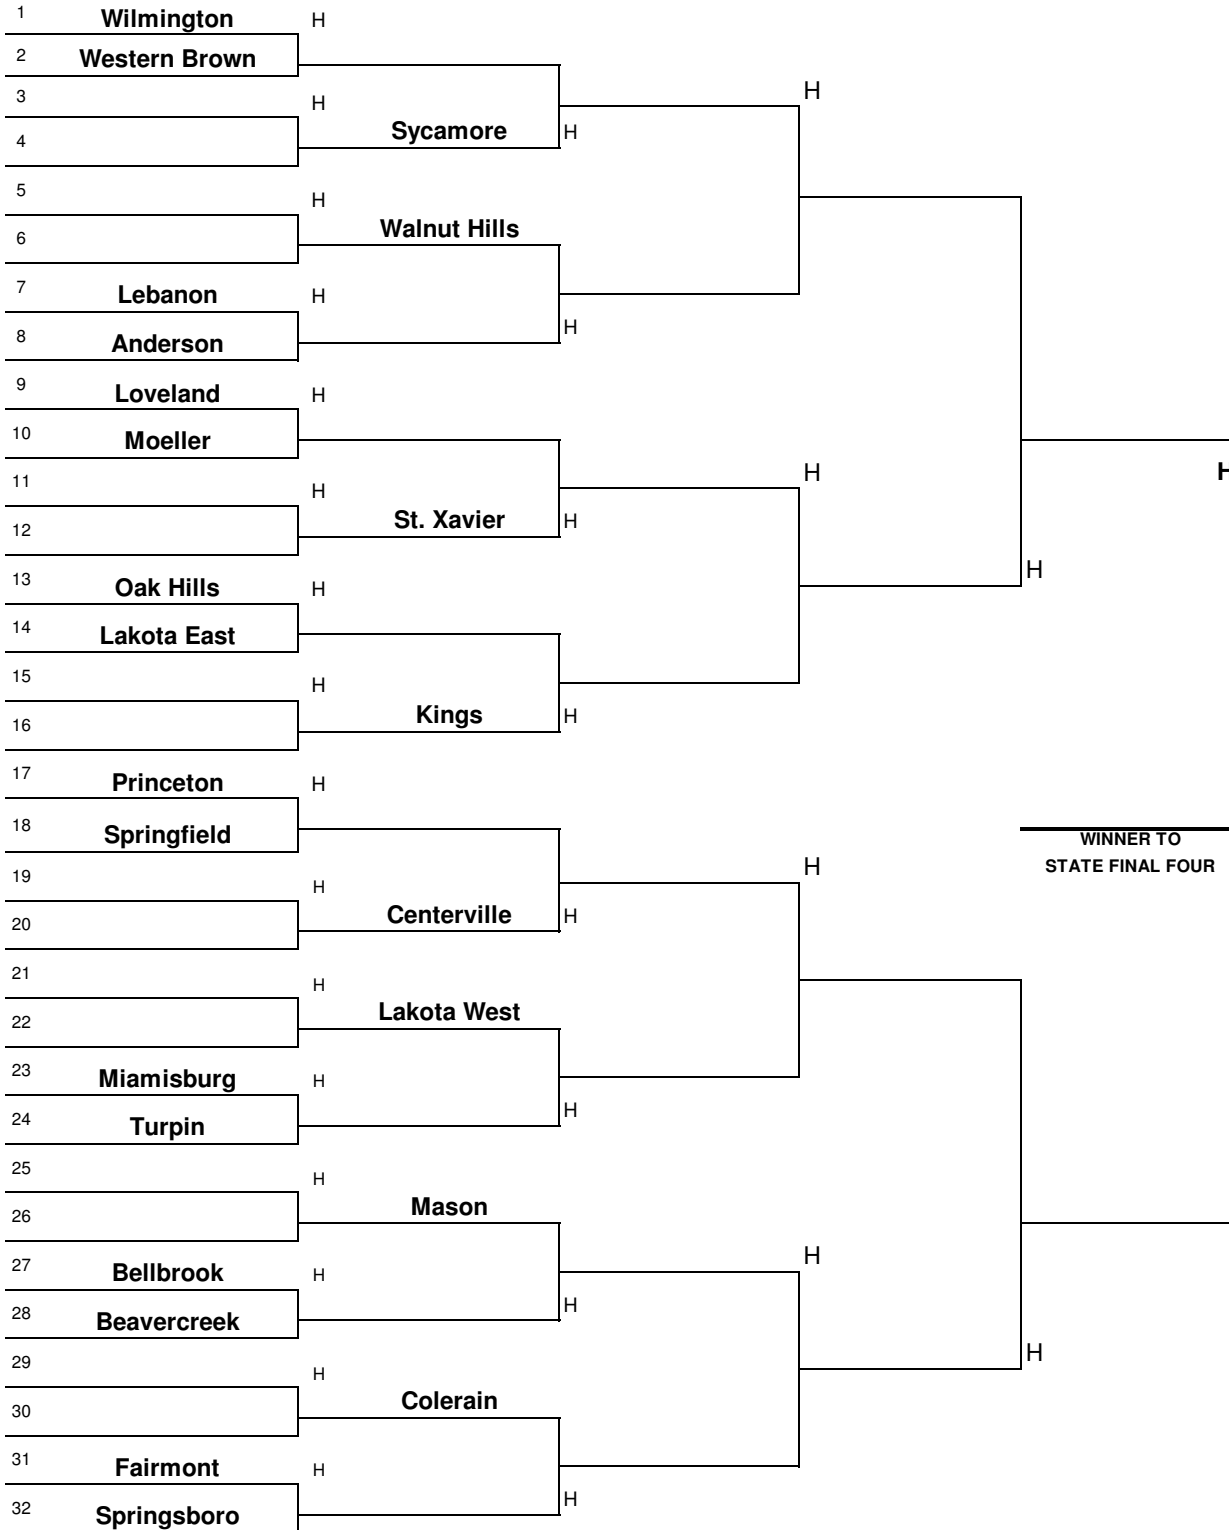 1 Wilmington H
2 Western Brown
3 H H
4 Sycamore H
5 H
6 Walnut Hills
7 Lebanon H
8 Anderson H
9 Loveland H
10 Moeller
11 H H H
12 St. Xavier H
13 Oak Hills H H
14 Lakota East
15 H
16 Kings H
17 Princeton H
18 Springfield WINNER TO
19 H H STATE FINAL FOUR
20 Centerville H
21 H
22 Lakota West
23 Miamisburg H
24 Turpin H
25 H
26 Mason
27 Bellbrook H H
28 Beavercreek H
29 H H
30 Colerain
31 Fairmont H
32 Springsboro H